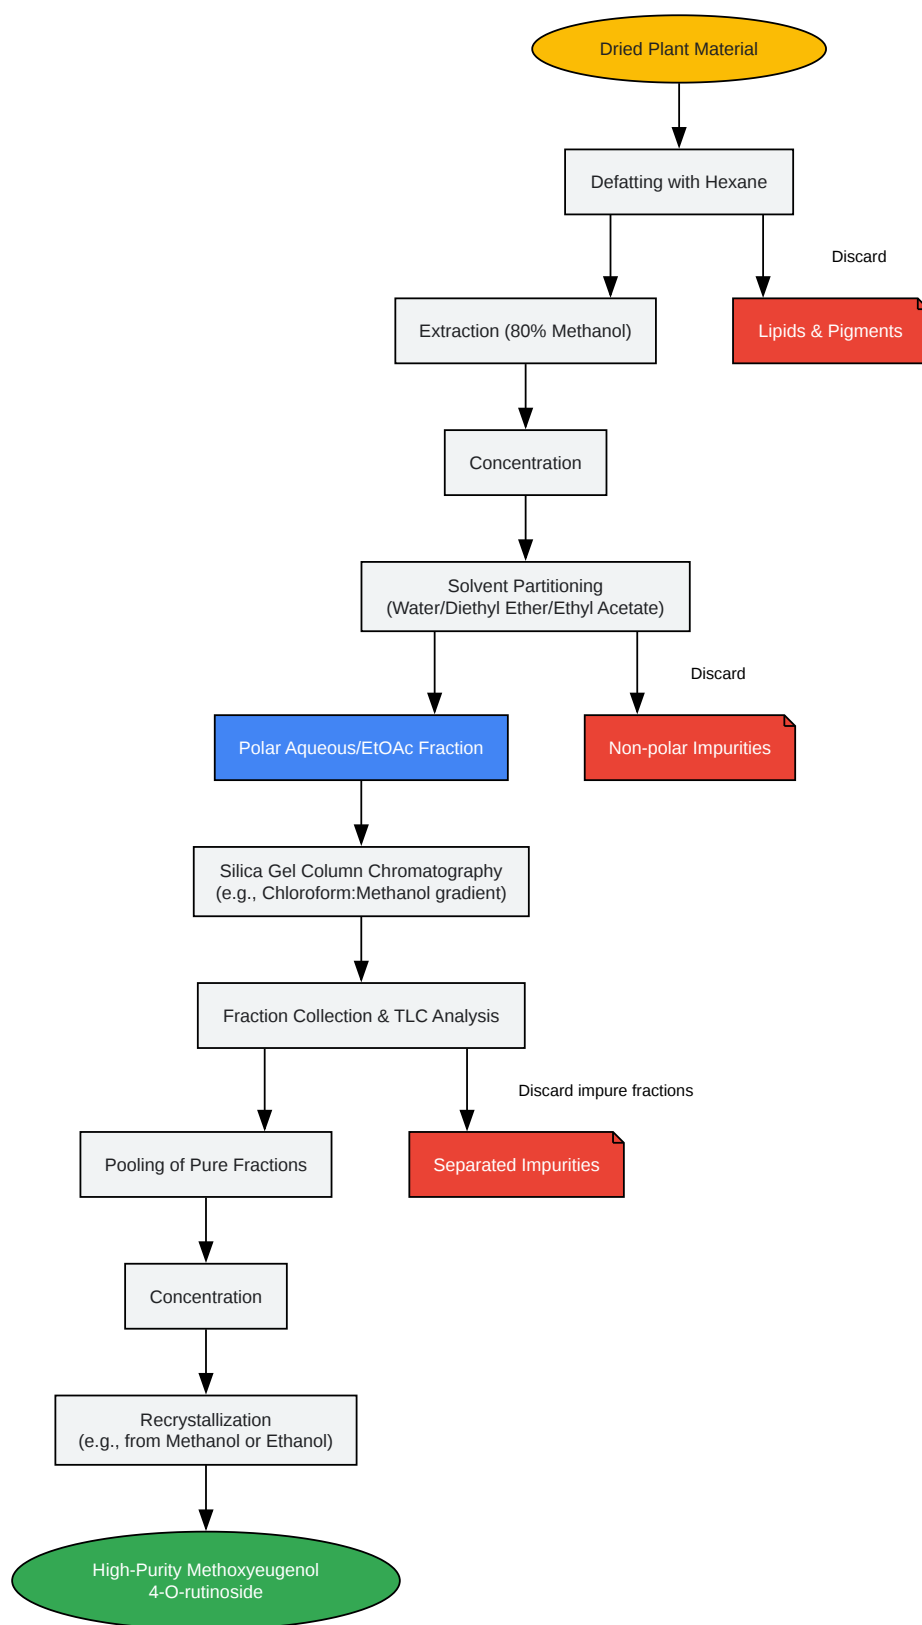 Dried Plant Material
Defatting with Hexane
Discard
Extraction (80% Methanol)
Lipids & Pigments
Concentration
Solvent Partitioning
(Water/Diethyl Ether/Ethyl Acetate)
Discard
Polar Aqueous/EtOAc Fraction
Non-polar Impurities
Silica Gel Column Chromatography
(e.g., Chloroform:Methanol gradient)
Fraction Collection & TLC Analysis
Discard impure fractions
Pooling of Pure Fractions
Separated Impurities
Concentration
Recrystallization
(e.g., from Methanol or Ethanol)
High-Purity Methoxyeugenol
4-O-rutinoside